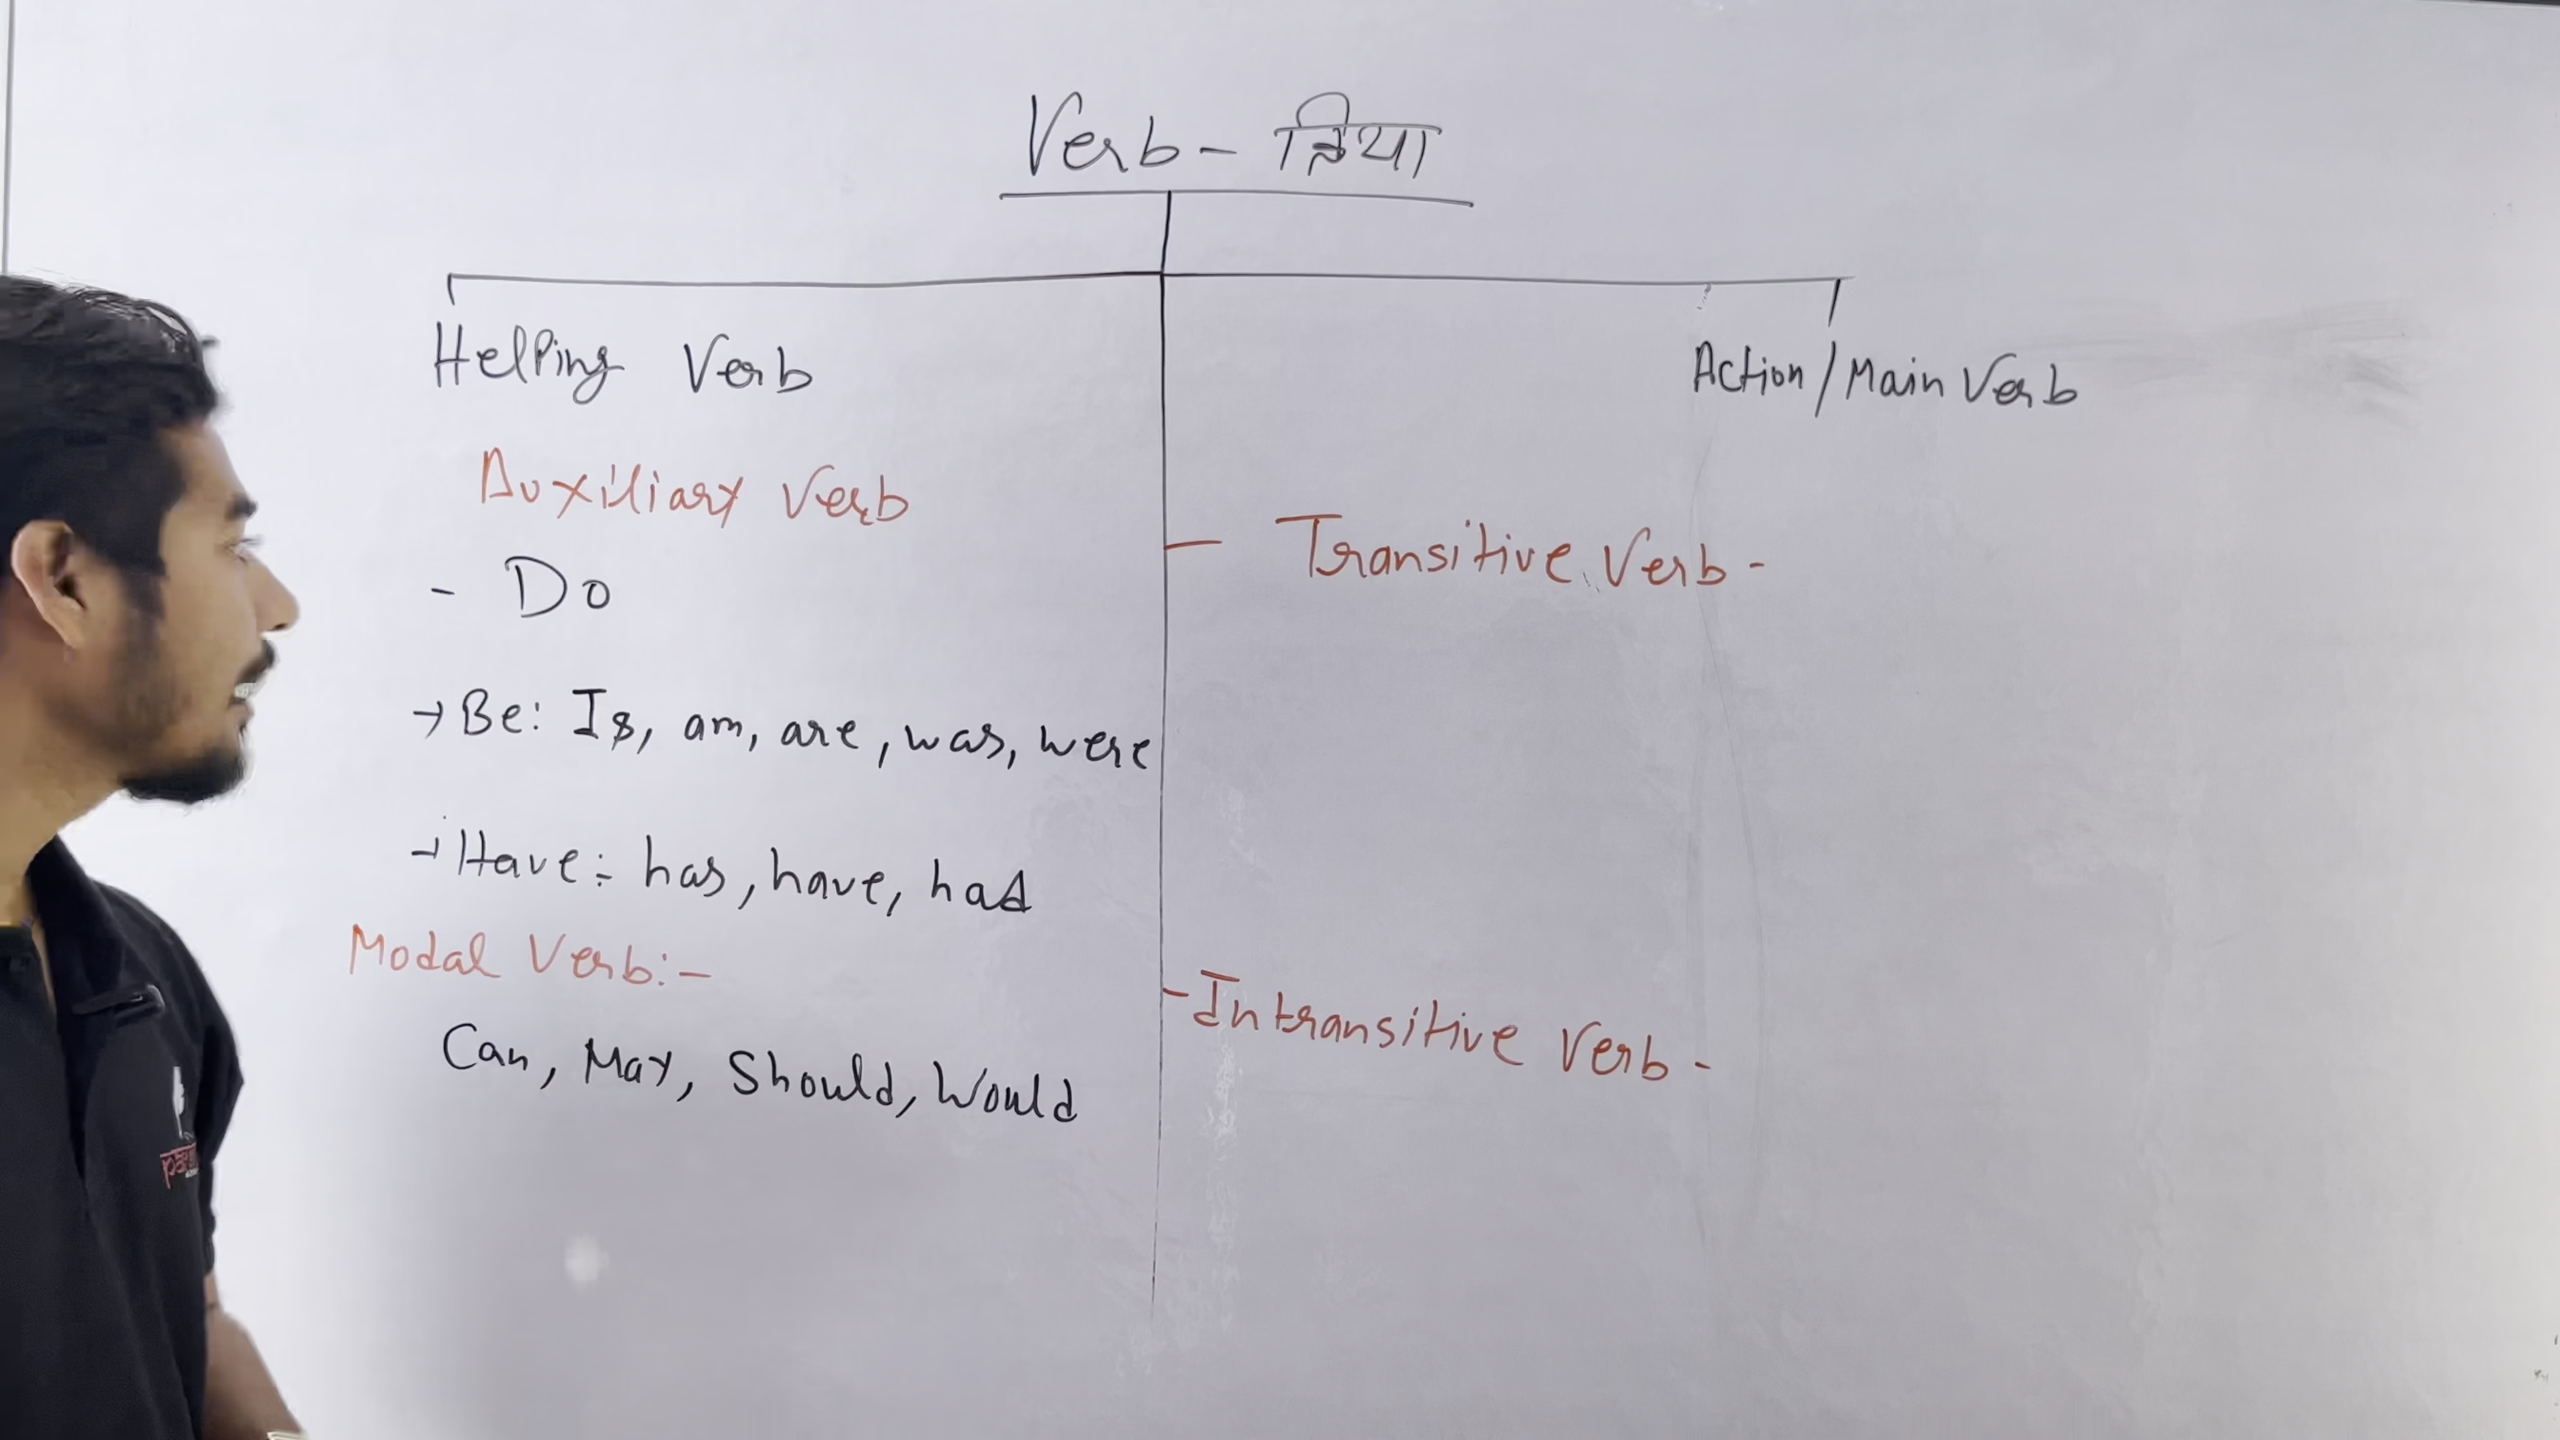 Verb - क्रिया
Helping Verb
Action / Main Verb
Auxiliary Verb
- Do
→ Be: Is, am, are, was, were
→ Have :- has, have, had
Modal Verb:-
Can, May, Should, Would
- Transitive Verb -
- Intransitive Verb -